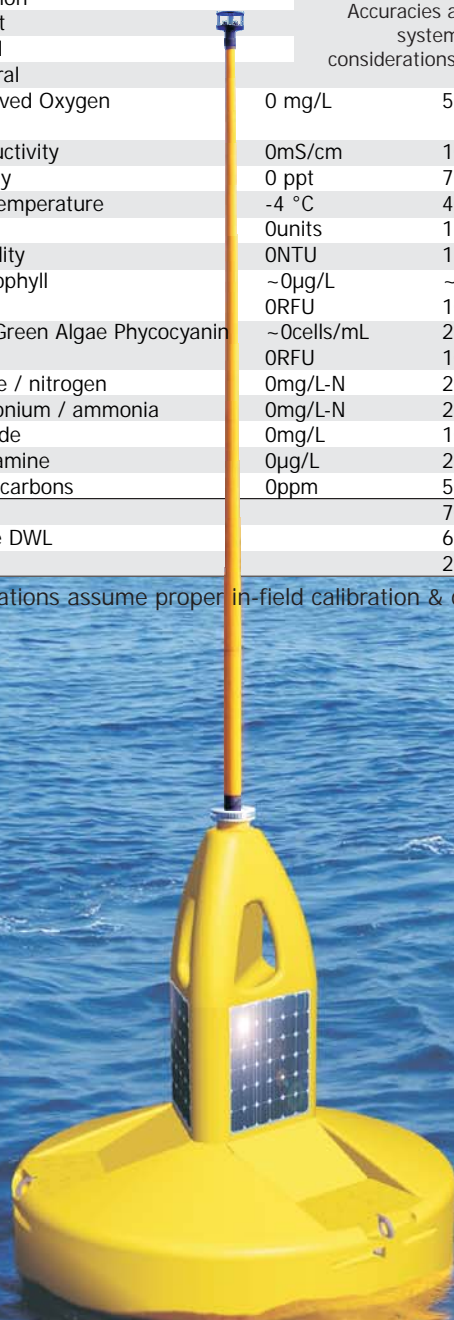 Accuracies a
system
considerations
t
ral
ved Oxygen 0 mg/L 5
uctivity 0mS/cm 1
y 0 ppt 7
emperature -4 °C 4
0units 1
lity 0NTU 1
ophyll ~0µg/L ~
0RFU 1
Green Algae Phycocyanin ~0cells/mL 2
0RFU 1
e / nitrogen 0mg/L-N 2
onium / ammonia 0mg/L-N 2
de 0mg/L 1
amine 0µg/L 2
carbons 0ppm 5
7
e DWL 6
2
ations assume proper in-field calibration & c